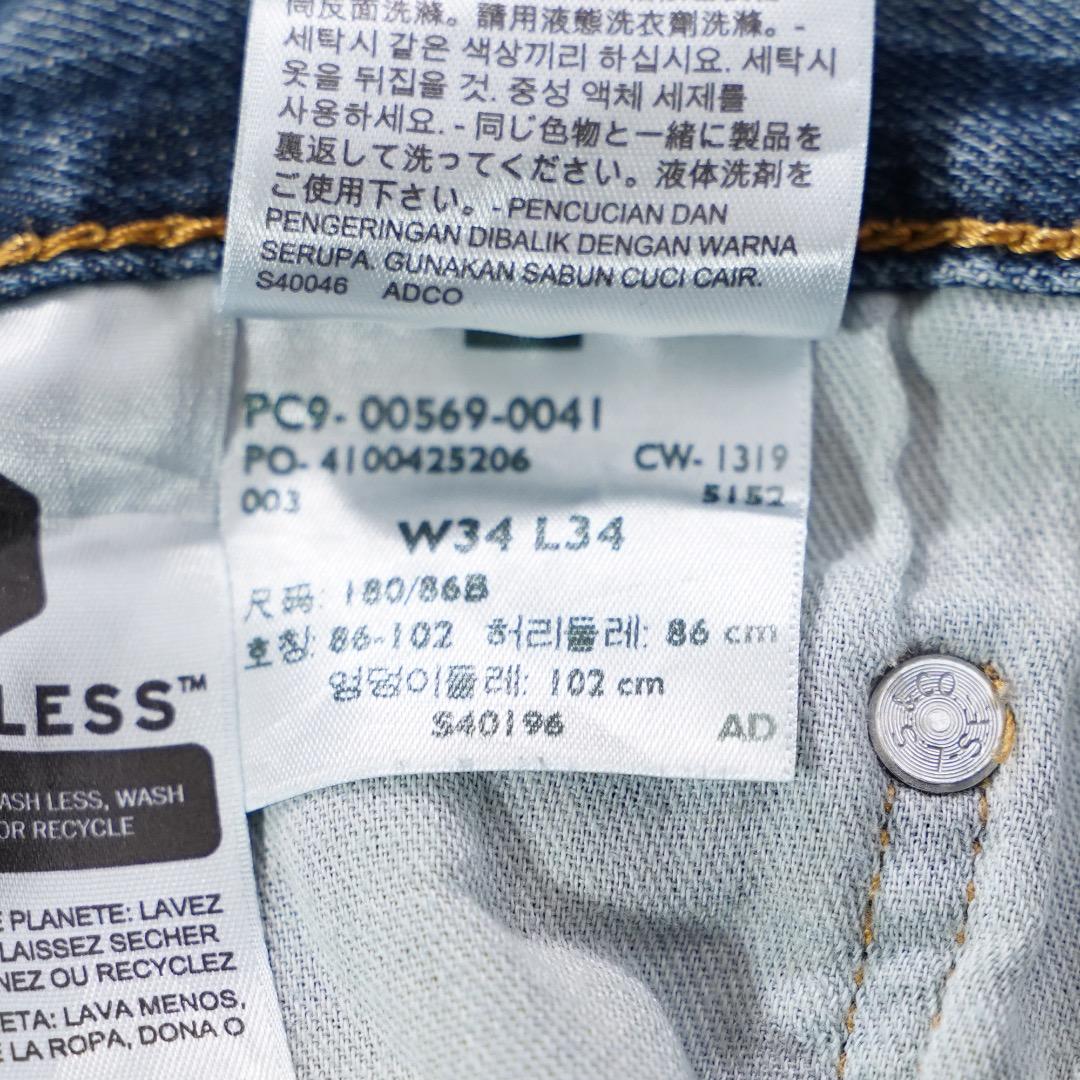 同反面洗滌。請用液態洗衣劑洗滌。-
세탁시 같은 색상끼리 하십시요. 세탁시
옷을 뒤집을 것. 중성 액체 세제를
사용하세요. - 同じ色物と一緒に製品を
裏返して洗ってください。液体洗剤を
ご使用下さい。- PENCUCIAN DAN
PENGERINGAN DIBALIK DENGAN WARNA
SERUPA. GUNAKAN SABUN CUCI CAIR.
S40046 ADCO
PC9- 00569-0041
PO- 4100425206 CW- 1319
003 5152
W34 L34
尺码: 180/86B
호칭: 86-102 허리둘레: 86 cm
엉덩이둘레: 102 cm
S40196 AD
LESS™
ASH LESS, WASH
OR RECYCLE
E PLANETE: LAVEZ
LAISSEZ SECHER
NEZ OU RECYCLEZ
ETA: LAVA MENOS,
E LA ROPA, DONA O
L.S.&CO S.F.